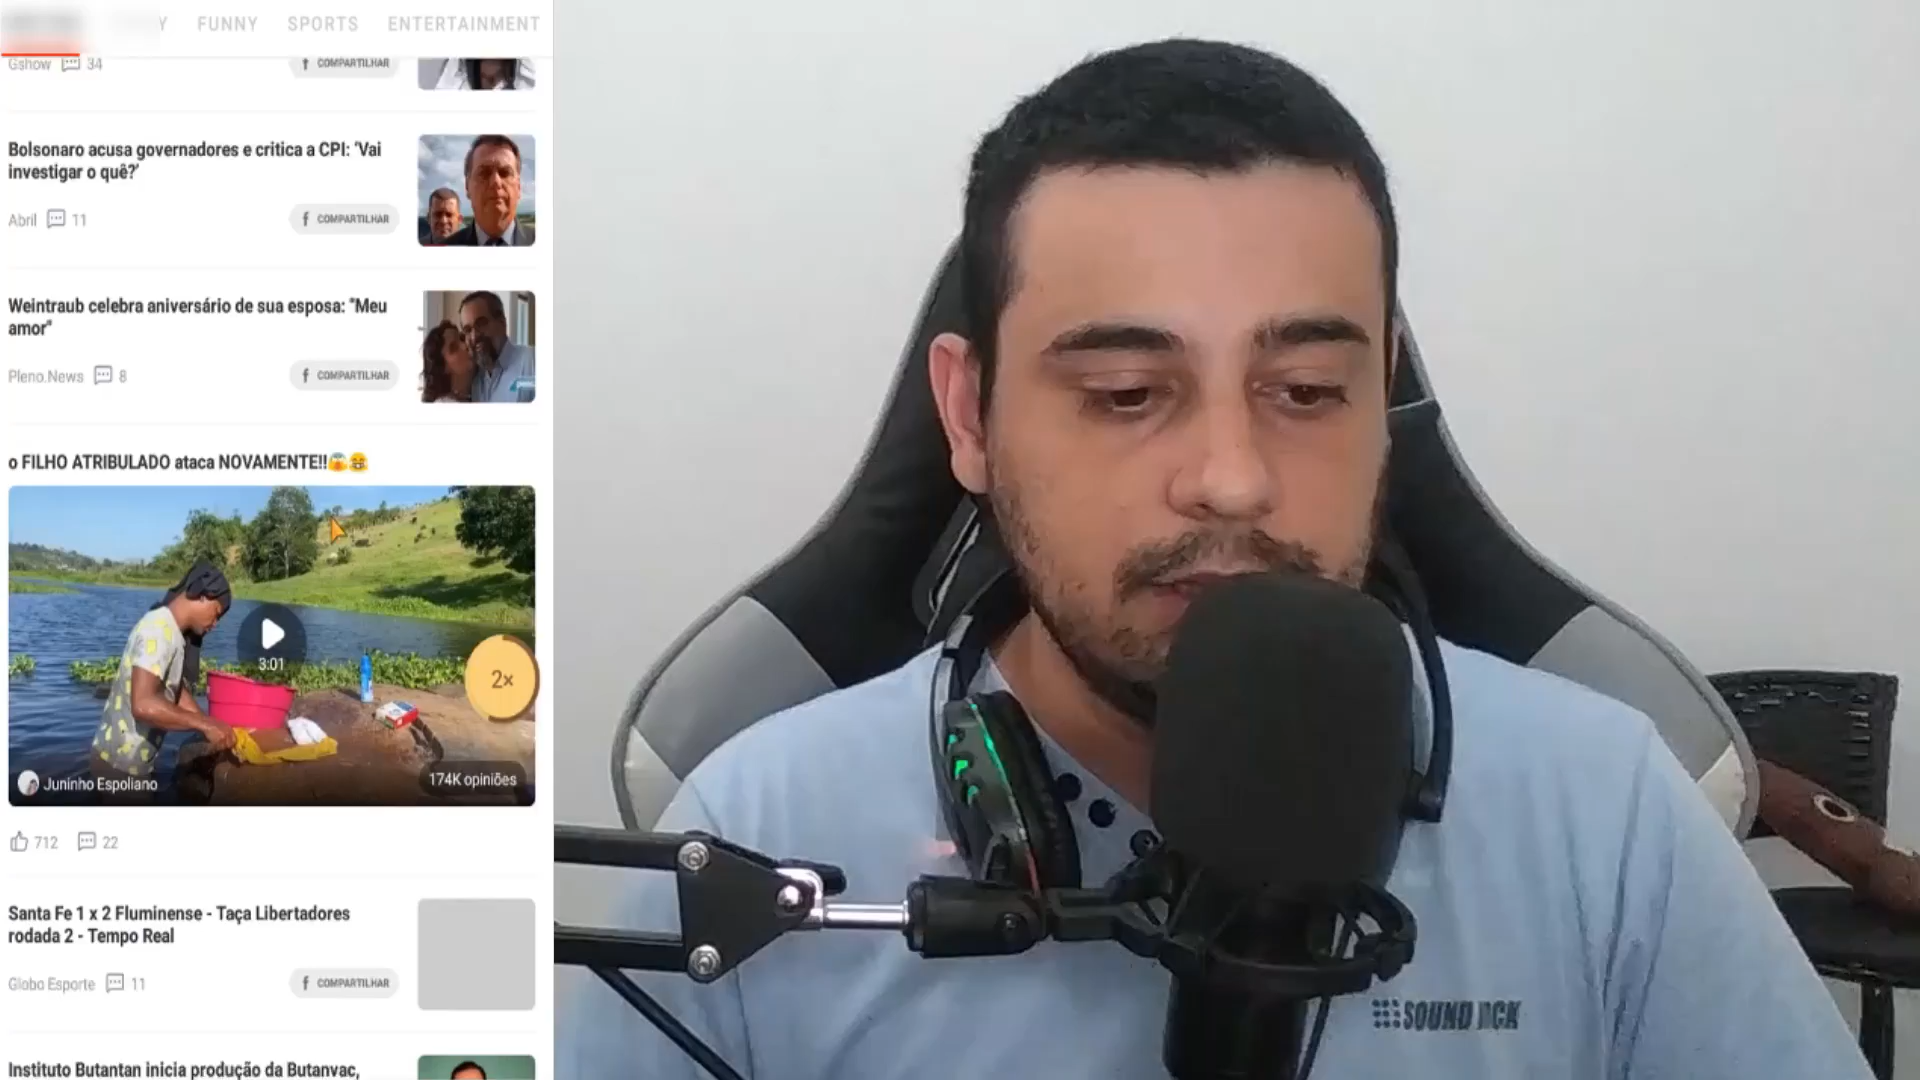 FUNNY SPORTS ENTERTAINMENT
Gshow 34 COMPARTILHAR
Bolsonaro acusa governadores e critica a CPI: 'Vai
investigar o quê?'
Abril 11 COMPARTILHAR
Weintraub celebra aniversário de sua esposa: "Meu
amor"
Pleno.News 8 COMPARTILHAR
o FILHO ATRIBULADO ataca NOVAMENTE!!😱😂
3:01
2×
Juninho Espoliano
174K opiniões
712 22
Santa Fe 1 x 2 Fluminense - Taça Libertadores
rodada 2 - Tempo Real
Globo Esporte 11 COMPARTILHAR
Instituto Butantan inicia produção da Butanvac,
SOUND